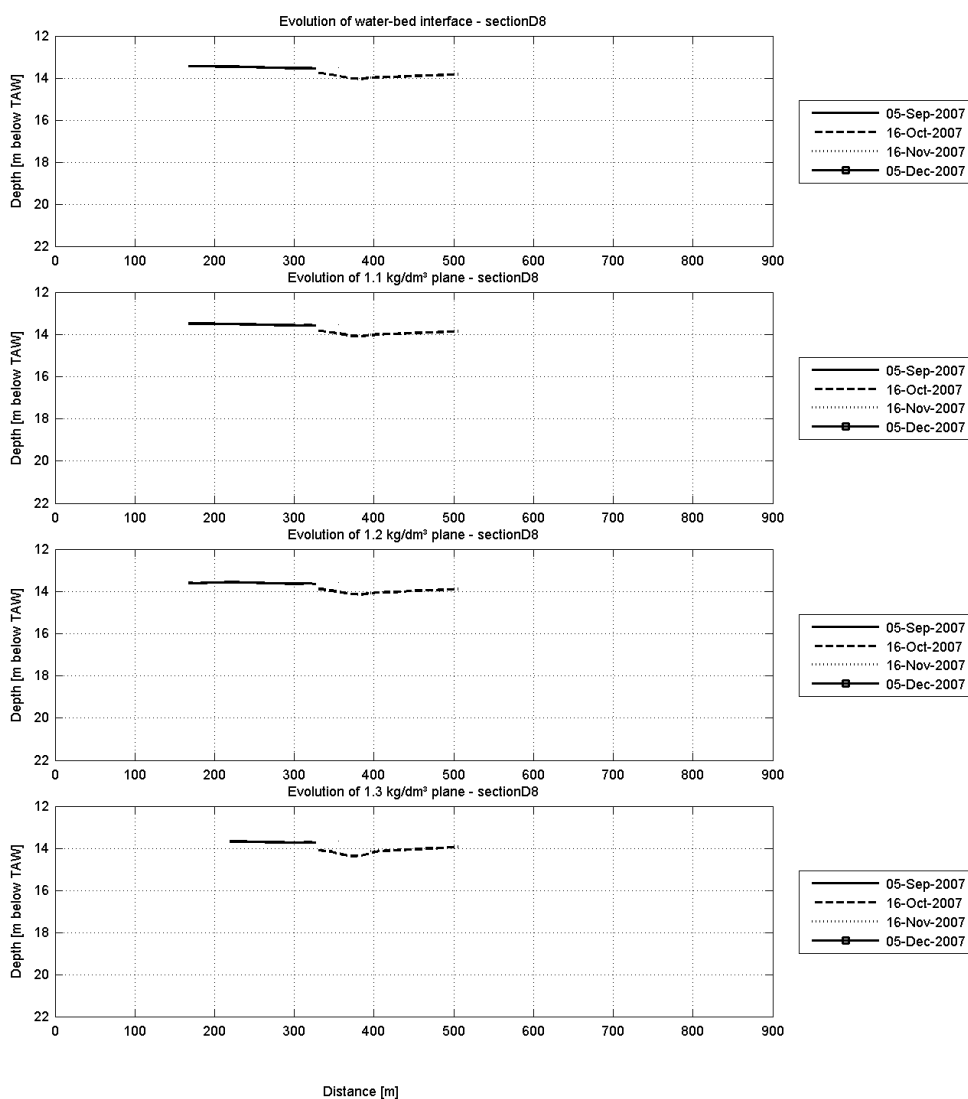 Evolution of water-bed interface - sectionD8
12
14
16
18
20
22
Depth [m below TAW]
0 100 200 300 400 500 600 700 800 900
05-Sep-2007
16-Oct-2007
16-Nov-2007
05-Dec-2007
Evolution of 1.1 kg/dm³ plane - sectionD8
12
14
16
18
20
22
Depth [m below TAW]
0 100 200 300 400 500 600 700 800 900
05-Sep-2007
16-Oct-2007
16-Nov-2007
05-Dec-2007
Evolution of 1.2 kg/dm³ plane - sectionD8
12
14
16
18
20
22
Depth [m below TAW]
0 100 200 300 400 500 600 700 800 900
05-Sep-2007
16-Oct-2007
16-Nov-2007
05-Dec-2007
Evolution of 1.3 kg/dm³ plane - sectionD8
12
14
16
18
20
22
Depth [m below TAW]
0 100 200 300 400 500 600 700 800 900
05-Sep-2007
16-Oct-2007
16-Nov-2007
05-Dec-2007
Distance [m]